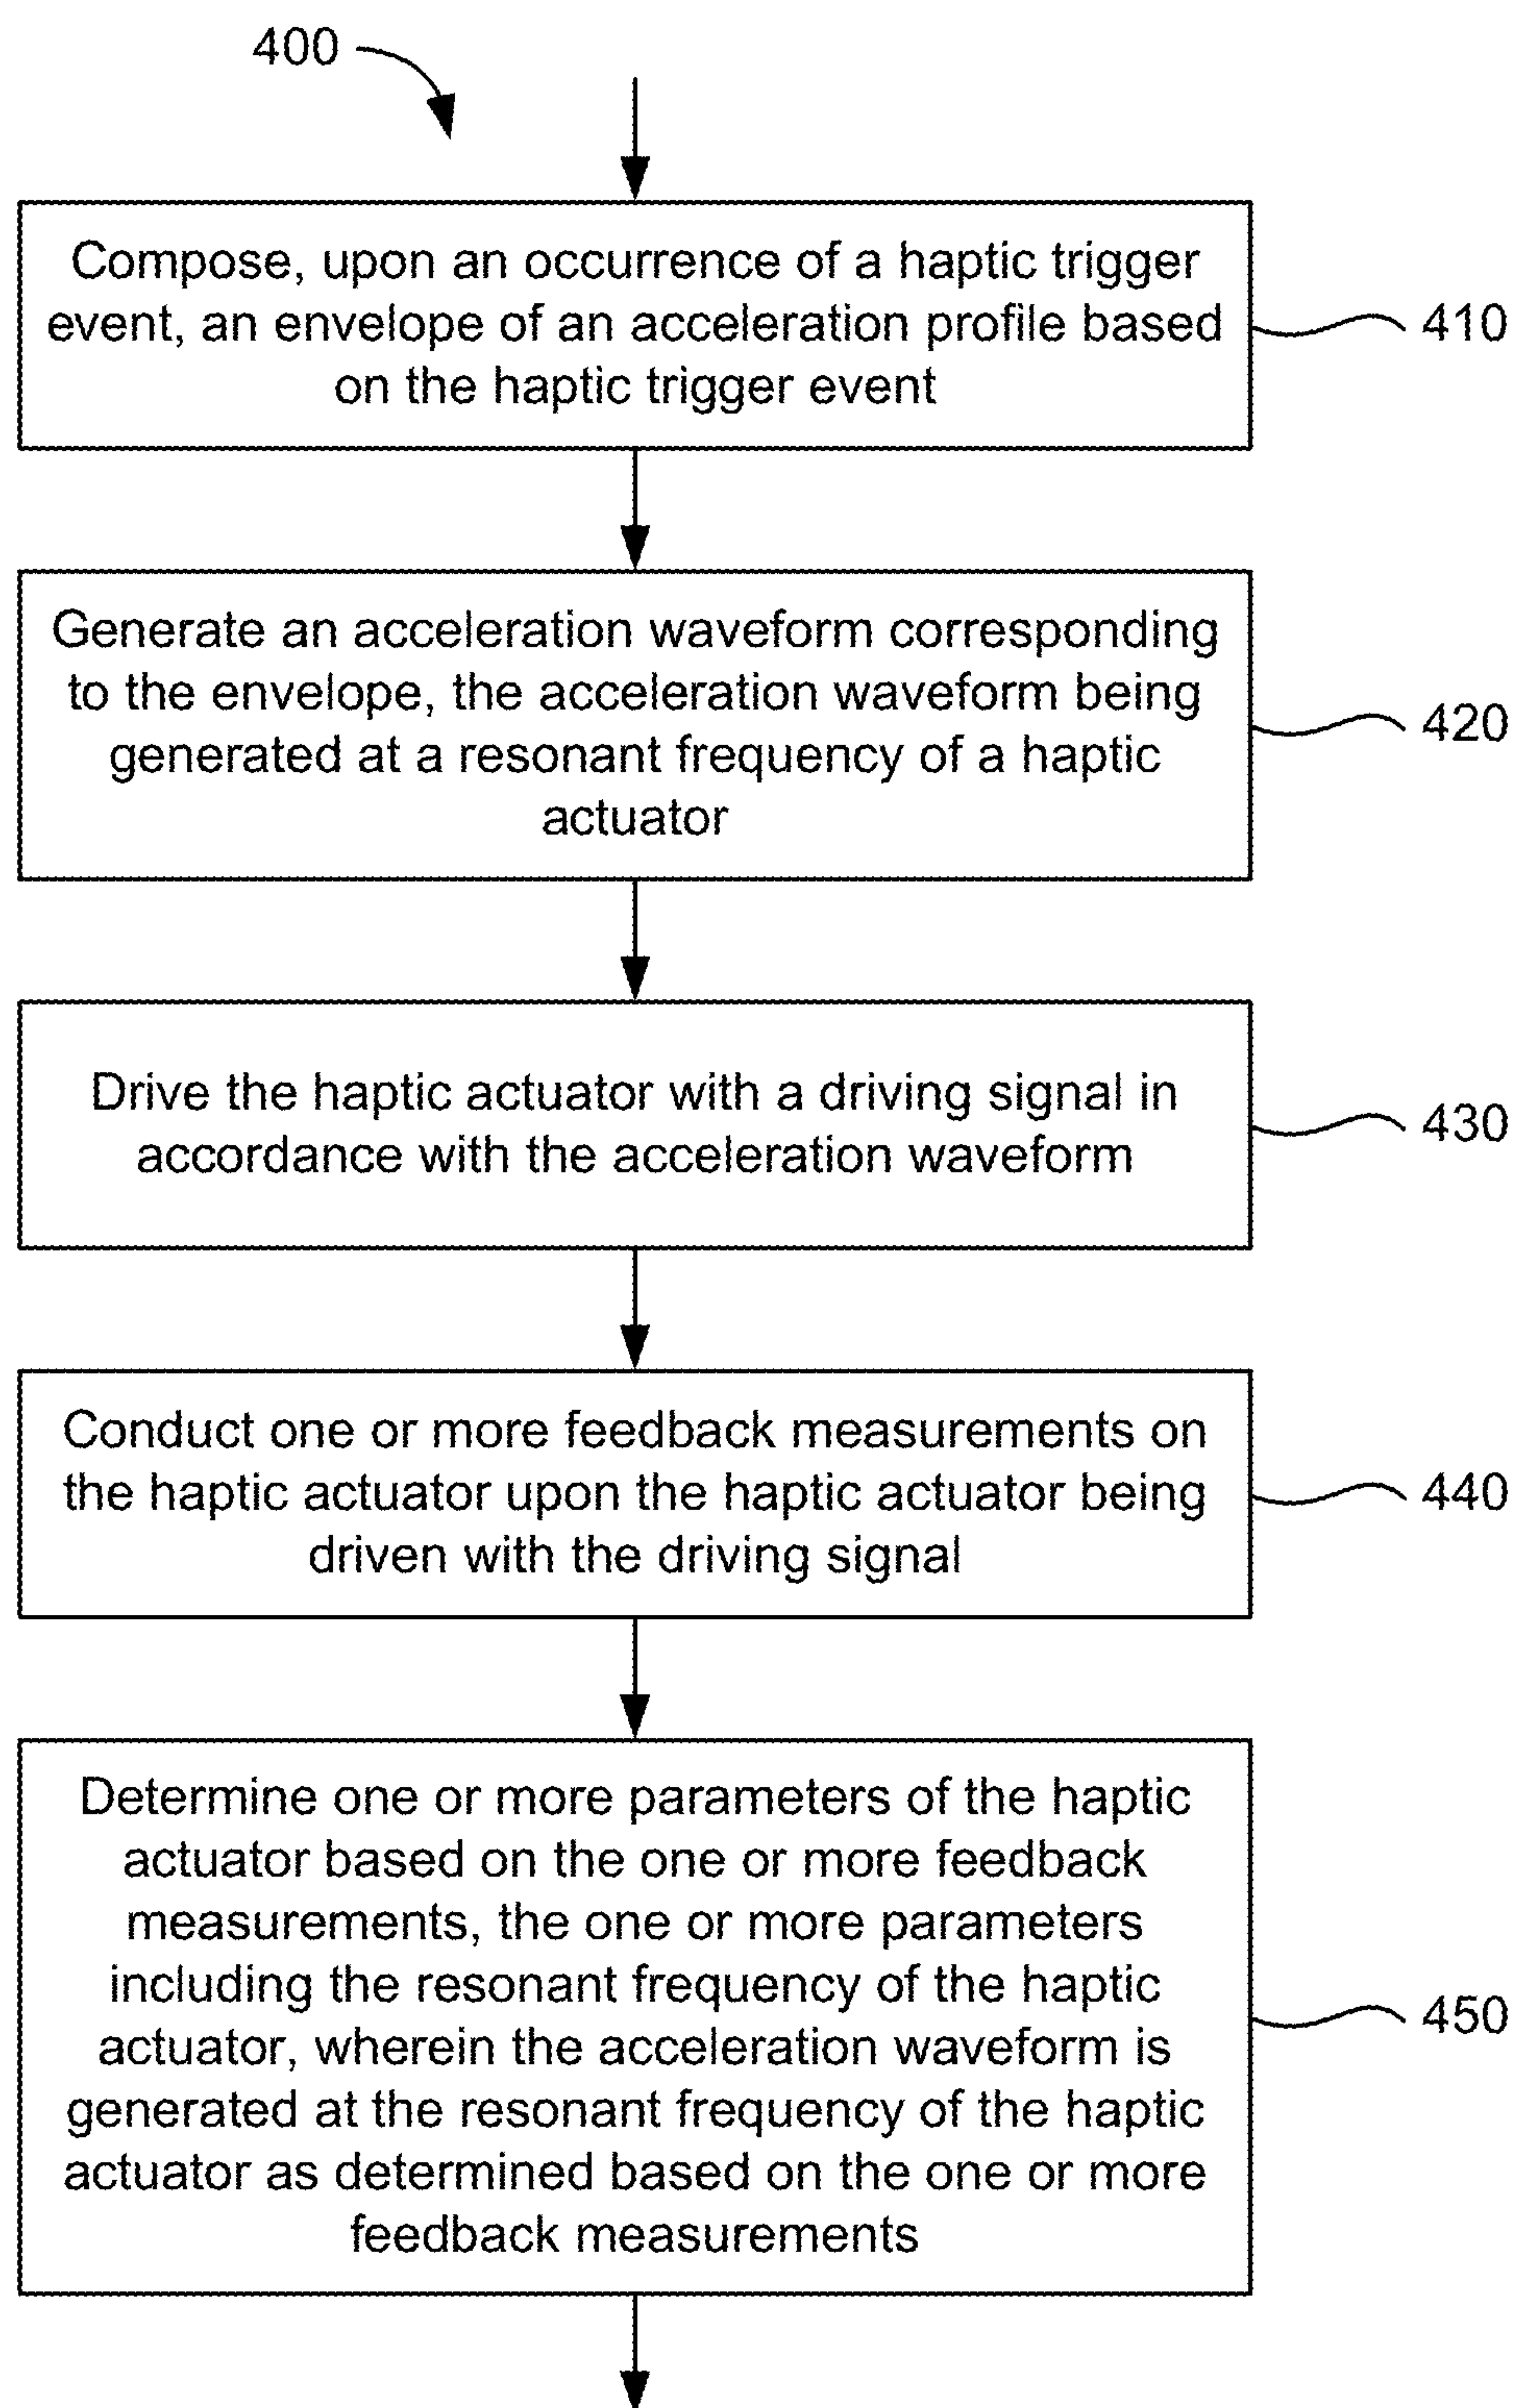 400
Compose, upon an occurrence of a haptic trigger
event, an envelope of an acceleration profile based
on the haptic trigger event
410
Generate an acceleration waveform corresponding
to the envelope, the acceleration waveform being
generated at a resonant frequency of a haptic
actuator
420
Drive the haptic actuator with a driving signal in
accordance with the acceleration waveform
430
Conduct one or more feedback measurements on
the haptic actuator upon the haptic actuator being
driven with the driving signal
440
Determine one or more parameters of the haptic
actuator based on the one or more feedback
measurements, the one or more parameters
including the resonant frequency of the haptic
actuator, wherein the acceleration waveform is
generated at the resonant frequency of the haptic
actuator as determined based on the one or more
feedback measurements
450